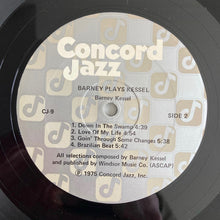 Concord
Jazz
BARNEY PLAYS KESSEL
Barney Kessel
CJ-9
SIDE 2
1. Down In The Swamp 4:39
2. Love Of My Life 4:54
3. Goin' Through Some Changes 5:38
4. Brazilian Beat 5:42
All selections composed by Barney Kessel
and published by Windsor Music Co. (ASCAP)
Ⓟ 1975 Concord Jazz, Inc.